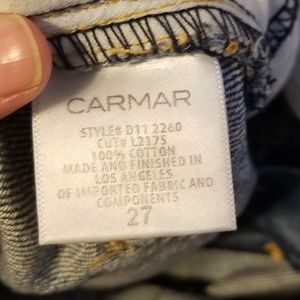 CARMAR
STYLE# D11 2260
CUT# L2175
100% COTTON
MADE AND FINISHED IN
LOS ANGELES
OF IMPORTED FABRIC AND
COMPONENTS
27